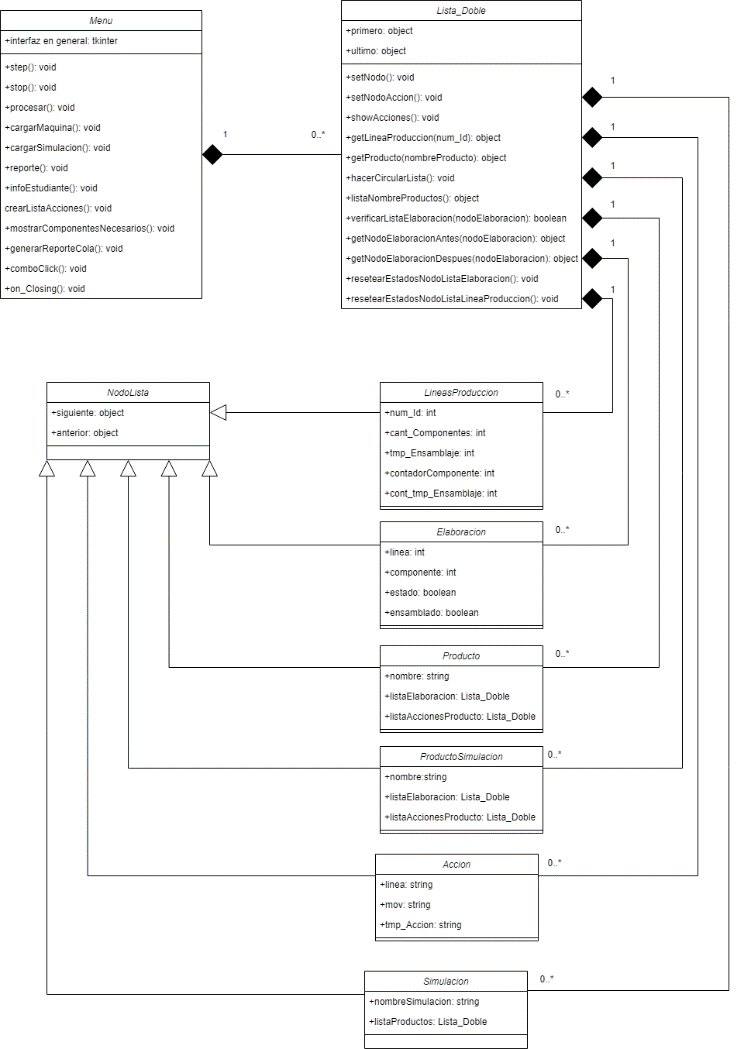 Menu
+interfaz en general: tkinter
+step(): void
+stop(): void
+procesar(): void
+cargarMaquina(): void
+cargarSimulacion(): void
+reporte(): void
+infoEstudiante(): void
crearListaAcciones(): void
+mostrarComponentesNecesarios(): void
+generarReporteCola(): void
+comboClick(): void
+on_Closing(): void
1
0..*
Lista_Doble
+primero: object
+ultimo: object
+setNodo(): void
+setNodoAccion(): void
+showAcciones(): void
+getLineaProduccion(num_Id): object
+getProducto(nombreProducto): object
+hacerCircularLista(): void
+listaNombreProductos(): object
+verificarListaElaboracion(nodoElaboracion): boolean
+getNodoElaboracionAntes(nodoElaboracion): object
+getNodoElaboracionDespues(nodoElaboracion): object
+resetearEstadosNodoListaElaboracion(): void
+resetearEstadosNodoListaLineaProduccion(): void
1
1
1
1
1
1
NodoLista
+siguiente: object
+anterior: object
LineasProduccion
+num_Id: int
+cant_Componentes: int
+tmp_Ensamblaje: int
+contadorComponente: int
+cont_tmp_Ensamblaje: int
0..*
Elaboracion
+linea: int
+componente: int
+estado: boolean
+ensamblado: boolean
0..*
Producto
+nombre: string
+listaElaboracion: Lista_Doble
+listaAccionesProducto: Lista_Doble
0..*
ProductoSimulacion
+nombre:string
+listaElaboracion: Lista_Doble
+listaAccionesProducto: Lista_Doble
0..*
Accion
+linea: string
+mov: string
+tmp_Accion: string
0..*
Simulacion
+nombreSimulacion: string
+listaProductos: Lista_Doble
0..*